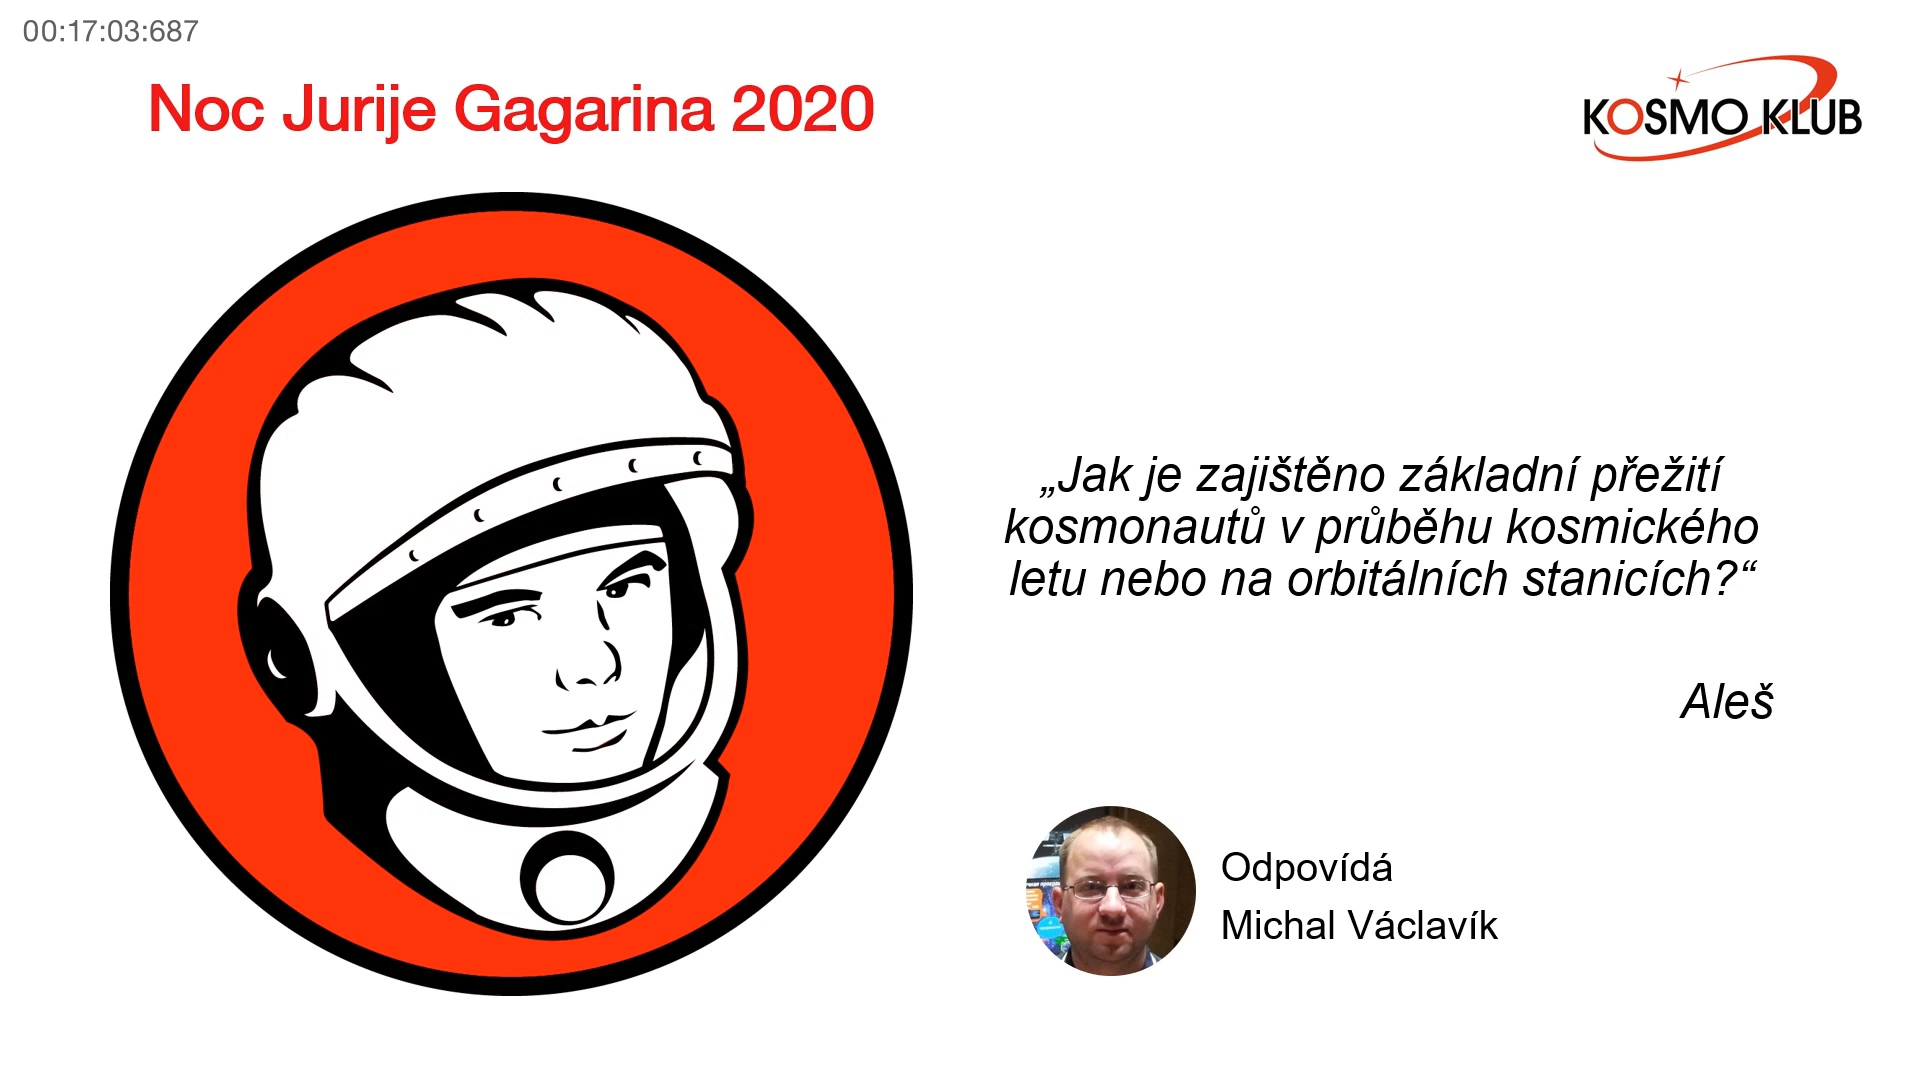 00:17:03:687
Noc Jurije Gagarina 2020
KOSMO KLUB
„Jak je zajištěno základní přežití
kosmonautů v průběhu kosmického
letu nebo na orbitálních stanicích?“
Aleš
Odpovídá
Michal Václavík